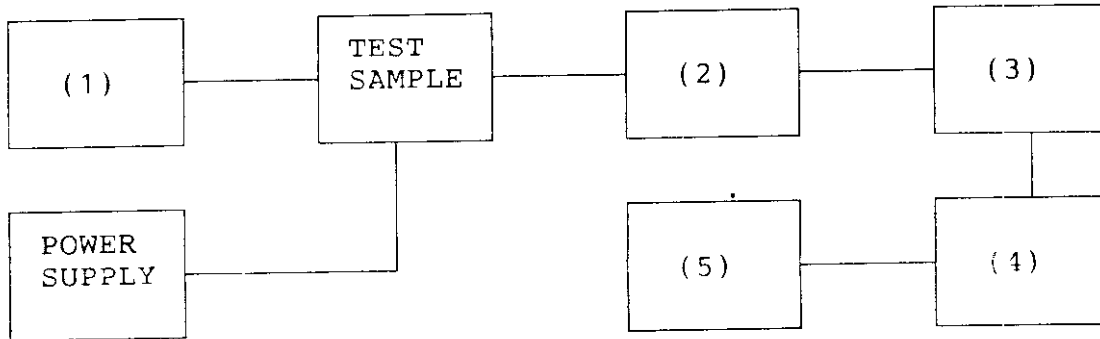 (1)
TEST
SAMPLE
(2)
(3)
POWER
SUPPLY
(5)
(4)